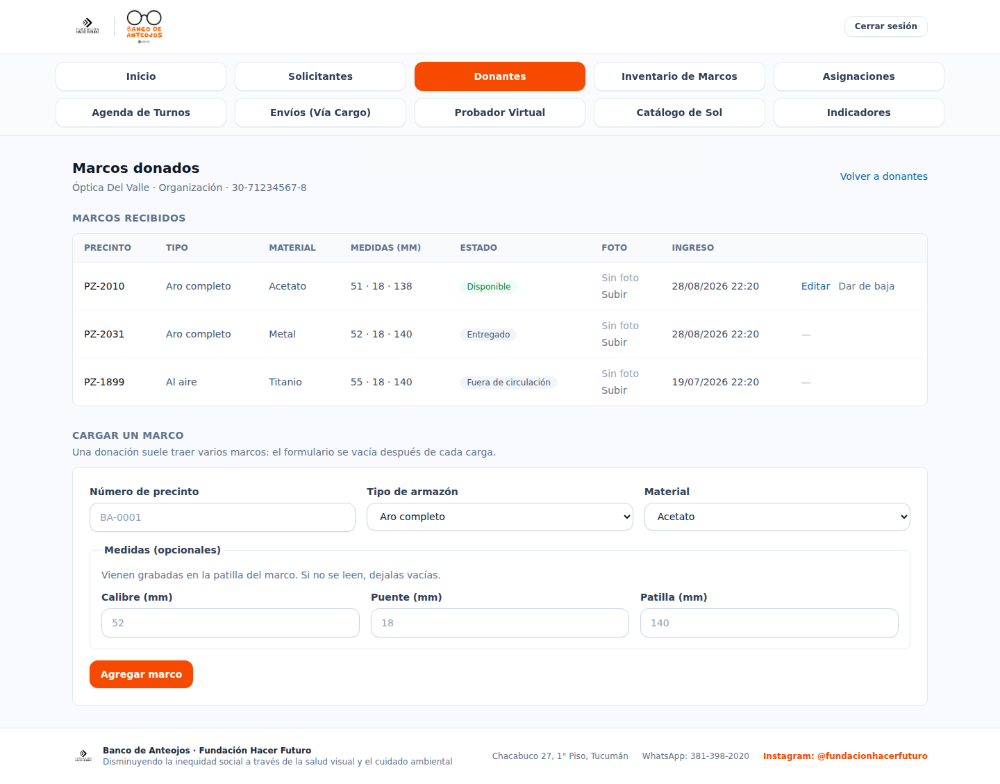 FUNDACIÓN
HACER FUTURO
BANCO DE
ANTEOJOS
Cerrar sesión
Inicio
Solicitantes
Donantes
Inventario de Marcos
Asignaciones
Agenda de Turnos
Envíos (Vía Cargo)
Probador Virtual
Catálogo de Sol
Indicadores
Marcos donados
Óptica Del Valle · Organización · 30-71234567-8
Volver a donantes
MARCOS RECIBIDOS
PRECINTO TIPO MATERIAL MEDIDAS (MM) ESTADO FOTO INGRESO
PZ-2010 Aro completo Acetato 51 · 18 · 138 Disponible Sin foto Subir 28/08/2026 22:20 Editar Dar de baja
PZ-2031 Aro completo Metal 52 · 18 · 140 Entregado Sin foto Subir 28/08/2026 22:20 —
PZ-1899 Al aire Titanio 55 · 18 · 140 Fuera de circulación Sin foto Subir 19/07/2026 22:20 —
CARGAR UN MARCO
Una donación suele traer varios marcos: el formulario se vacía después de cada carga.
Número de precinto
BA-0001
Tipo de armazón
Aro completo
Material
Acetato
Medidas (opcionales)
Vienen grabadas en la patilla del marco. Si no se leen, dejalas vacías.
Calibre (mm)
52
Puente (mm)
18
Patilla (mm)
140
Agregar marco
FUNDACIÓN
HACER FUTURO
Banco de Anteojos · Fundación Hacer Futuro
Disminuyendo la inequidad social a través de la salud visual y el cuidado ambiental
Chacabuco 27, 1° Piso, Tucumán
WhatsApp: 381-398-2020
Instagram: @fundacionhacerfuturo